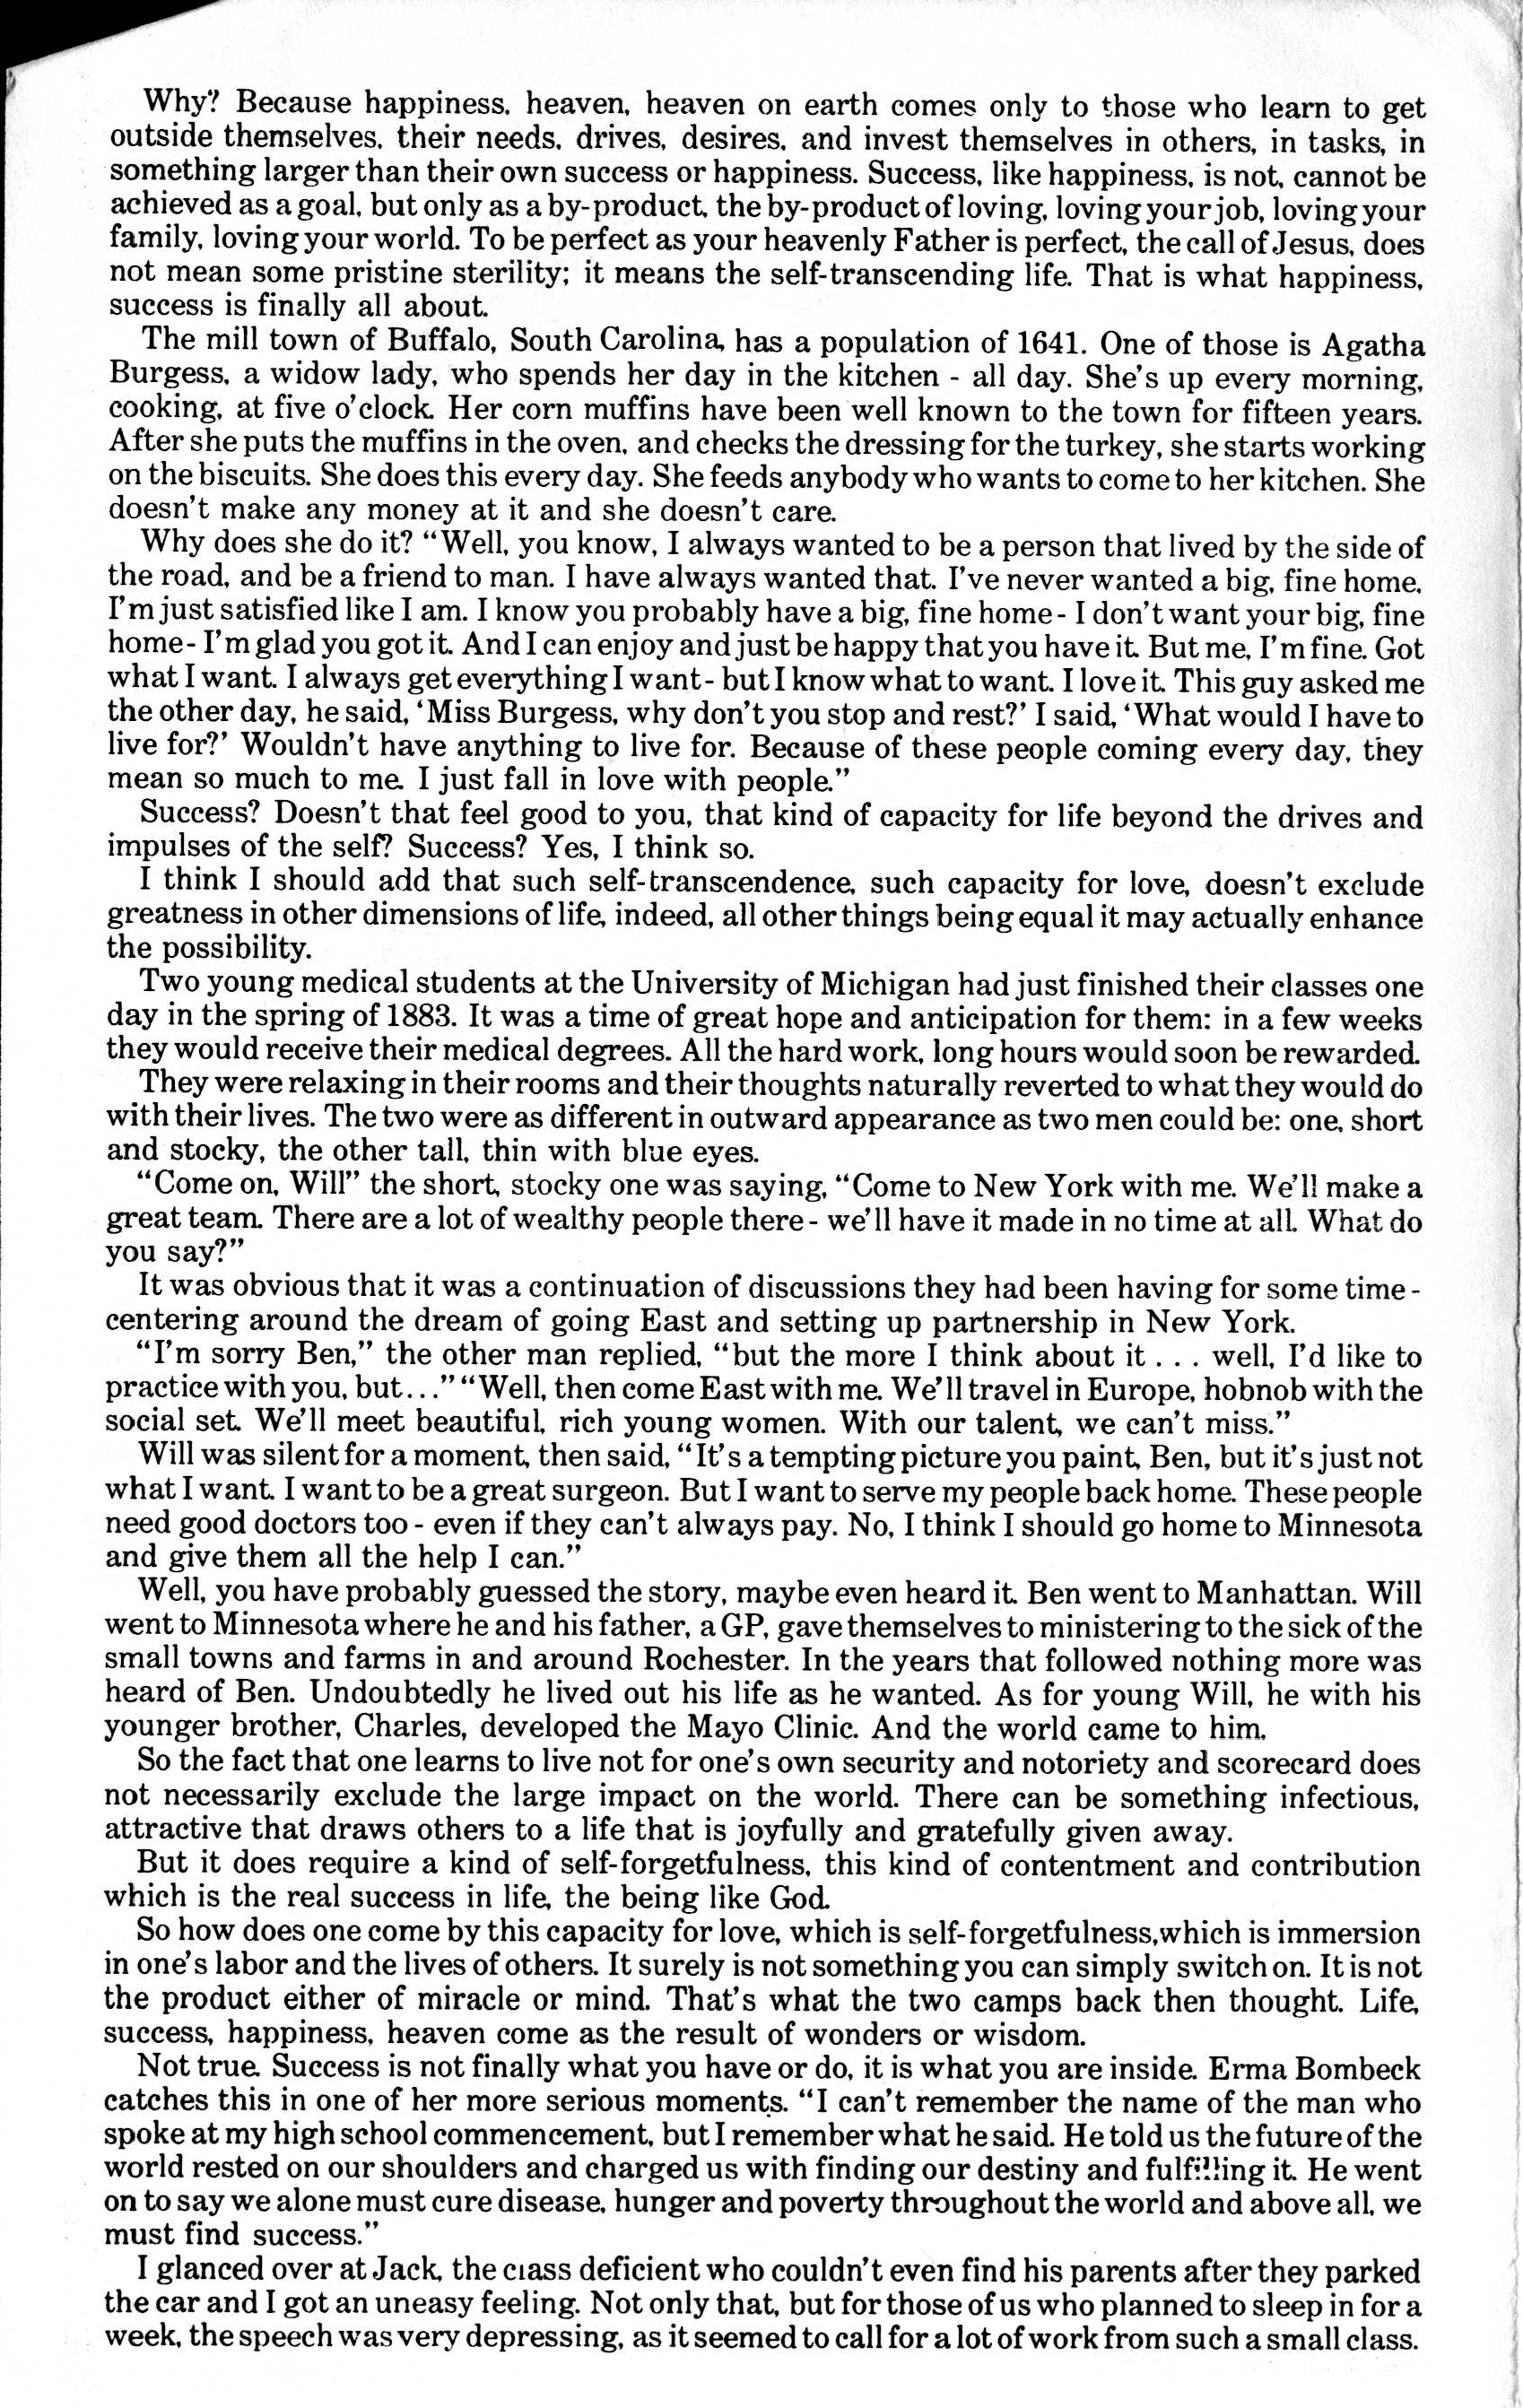 Why? Because happiness, heaven, heaven on earth comes only to those who learn to get
outside themselves, their needs, drives, desires, and invest themselves in others, in tasks, in
something larger than their own success or happiness. Success, like happiness, is not, cannot be
achieved as a goal, but only as a by-product, the by-product of loving, loving your job, loving your
family, loving your world. To be perfect as your heavenly Father is perfect, the call of Jesus, does
not mean some pristine sterility; it means the self-transcending life. That is what happiness,
success is finally all about.
The mill town of Buffalo, South Carolina, has a population of 1641. One of those is Agatha
Burgess, a widow lady, who spends her day in the kitchen - all day. She's up every morning,
cooking, at five o'clock. Her corn muffins have been well known to the town for fifteen years.
After she puts the muffins in the oven, and checks the dressing for the turkey, she starts working
on the biscuits. She does this every day. She feeds anybody who wants to come to her kitchen. She
doesn't make any money at it and she doesn't care.
Why does she do it? "Well, you know, I always wanted to be a person that lived by the side of
the road, and be a friend to man. I have always wanted that. I've never wanted a big, fine home,
I'm just satisfied like I am. I know you probably have a big, fine home - I don't want your big, fine
home - I'm glad you got it. And I can enjoy and just be happy that you have it. But me, I'm fine. Got
what I want. I always get everything I want - but I know what to want. I love it. This guy asked me
the other day, he said, 'Miss Burgess, why don't you stop and rest?' I said, 'What would I have to
live for?' Wouldn't have anything to live for. Because of these people coming every day, they
mean so much to me. I just fall in love with people."
Success? Doesn't that feel good to you, that kind of capacity for life beyond the drives and
impulses of the self? Success? Yes, I think so.
I think I should add that such self-transcendence, such capacity for love, doesn't exclude
greatness in other dimensions of life, indeed, all other things being equal it may actually enhance
the possibility.
Two young medical students at the University of Michigan had just finished their classes one
day in the spring of 1883. It was a time of great hope and anticipation for them: in a few weeks
they would receive their medical degrees. All the hard work, long hours would soon be rewarded.
They were relaxing in their rooms and their thoughts naturally reverted to what they would do
with their lives. The two were as different in outward appearance as two men could be: one, short
and stocky, the other tall, thin with blue eyes.
"Come on, Will" the short, stocky one was saying, "Come to New York with me. We'll make a
great team. There are a lot of wealthy people there - we'll have it made in no time at all. What do
you say?"
It was obvious that it was a continuation of discussions they had been having for some time -
centering around the dream of going East and setting up partnership in New York.
"I'm sorry Ben," the other man replied, "but the more I think about it . . . well, I'd like to
practice with you, but . . ." "Well, then come East with me. We'll travel in Europe, hobnob with the
social set. We'll meet beautiful, rich young women. With our talent, we can't miss."
Will was silent for a moment, then said, "It's a tempting picture you paint, Ben, but it's just not
what I want. I want to be a great surgeon. But I want to serve my people back home. These people
need good doctors too - even if they can't always pay. No, I think I should go home to Minnesota
and give them all the help I can."
Well, you have probably guessed the story, maybe even heard it. Ben went to Manhattan. Will
went to Minnesota where he and his father, a GP, gave themselves to ministering to the sick of the
small towns and farms in and around Rochester. In the years that followed nothing more was
heard of Ben. Undoubtedly he lived out his life as he wanted. As for young Will, he with his
younger brother, Charles, developed the Mayo Clinic. And the world came to him.
So the fact that one learns to live not for one's own security and notoriety and scorecard does
not necessarily exclude the large impact on the world. There can be something infectious,
attractive that draws others to a life that is joyfully and gratefully given away.
But it does require a kind of self-forgetfulness, this kind of contentment and contribution
which is the real success in life, the being like God.
So how does one come by this capacity for love, which is self-forgetfulness,which is immersion
in one's labor and the lives of others. It surely is not something you can simply switch on. It is not
the product either of miracle or mind. That's what the two camps back then thought. Life,
success, happiness, heaven come as the result of wonders or wisdom.
Not true. Success is not finally what you have or do, it is what you are inside. Erma Bombeck
catches this in one of her more serious moments. "I can't remember the name of the man who
spoke at my high school commencement, but I remember what he said. He told us the future of the
world rested on our shoulders and charged us with finding our destiny and fulfilling it. He went
on to say we alone must cure disease, hunger and poverty throughout the world and above all, we
must find success."
I glanced over at Jack, the class deficient who couldn't even find his parents after they parked
the car and I got an uneasy feeling. Not only that, but for those of us who planned to sleep in for a
week, the speech was very depressing, as it seemed to call for a lot of work from such a small class.